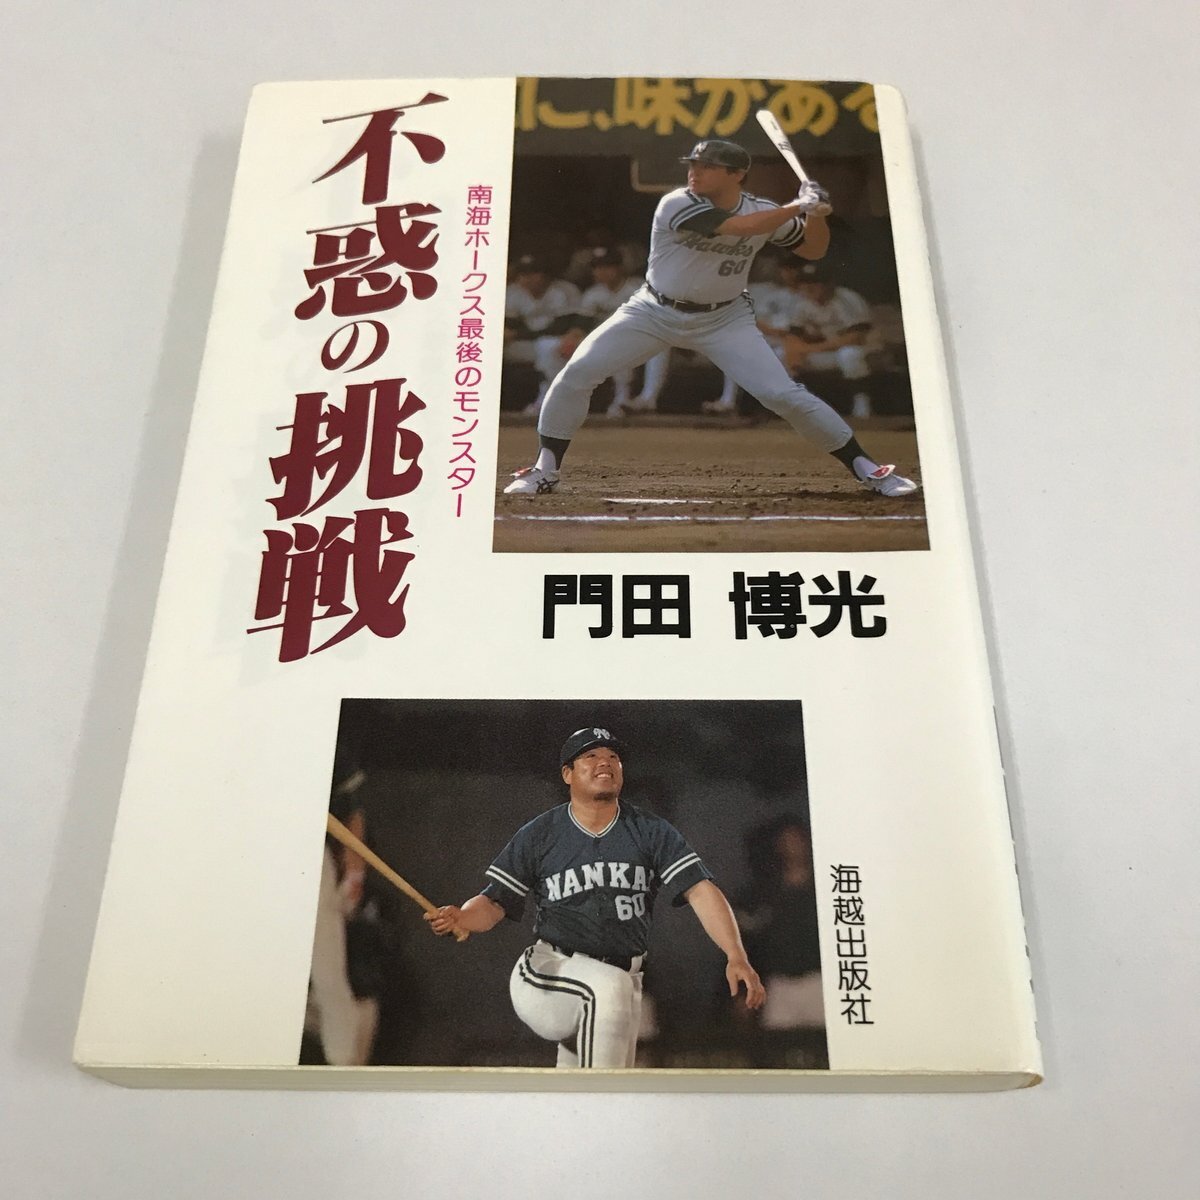 不惑の挑戦
南海ホークス最後のモンスター
に、味がある
Hawks
60
門田 博光
NANKAI
60
海越出版社